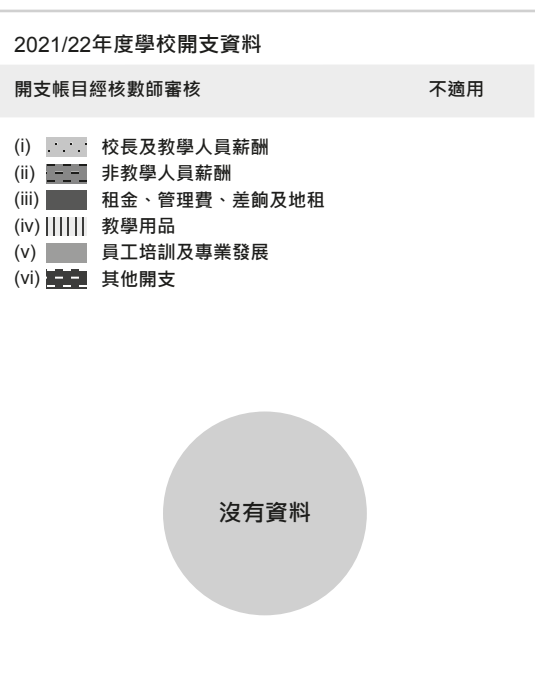 2021/22年度學校開支資料
開支帳目經核數師審核 不適用
(i) 校長及教學人員薪酬
(ii) 非教學人員薪酬
(iii) 租金、管理費、差餉及地租
(iv) 教學用品
(v) 員工培訓及專業發展
(vi) 其他開支
沒有資料